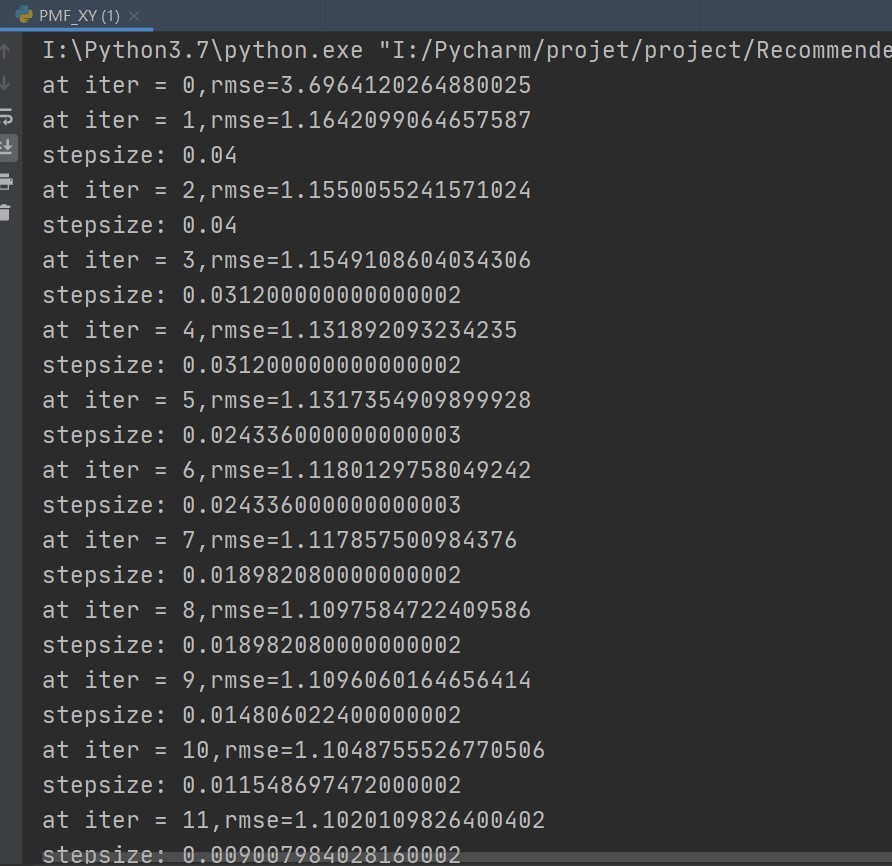 PMF_XY (1)
I:\Python3.7\python.exe "I:/Pycharm/projet/project/Recommende
at iter = 0,rmse=3.6964120264880025
at iter = 1,rmse=1.1642099064657587
stepsize: 0.04
at iter = 2,rmse=1.1550055241571024
stepsize: 0.04
at iter = 3,rmse=1.1549108604034306
stepsize: 0.031200000000000002
at iter = 4,rmse=1.131892093234235
stepsize: 0.031200000000000002
at iter = 5,rmse=1.1317354909899928
stepsize: 0.024336000000000003
at iter = 6,rmse=1.1180129758049242
stepsize: 0.024336000000000003
at iter = 7,rmse=1.117857500984376
stepsize: 0.018982080000000002
at iter = 8,rmse=1.1097584722409586
stepsize: 0.018982080000000002
at iter = 9,rmse=1.1096060164656414
stepsize: 0.014806022400000002
at iter = 10,rmse=1.1048755526770506
stepsize: 0.011548697472000002
at iter = 11,rmse=1.1020109826400402
stepsize: 0.009007984028160002